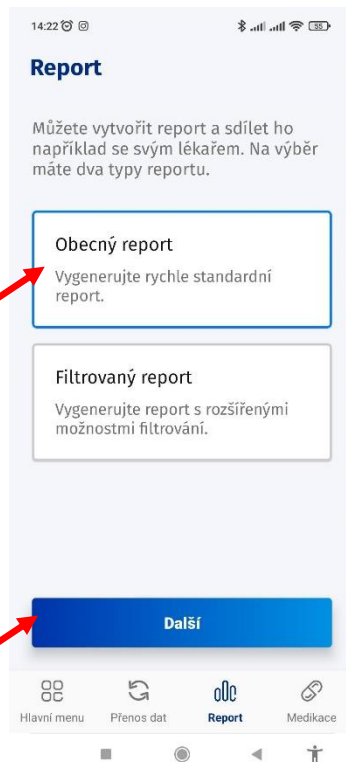 14:22
55
Report
Můžete vytvořit report a sdílet ho
například se svým lékařem. Na výběr
máte dva typy reportu.
Obecný report
Vygenerujte rychle standardní
report.
Filtrovaný report
Vygenerujte report s rozšířenými
možnostmi filtrování.
Další
Hlavní menu Přenos dat Report Medikace